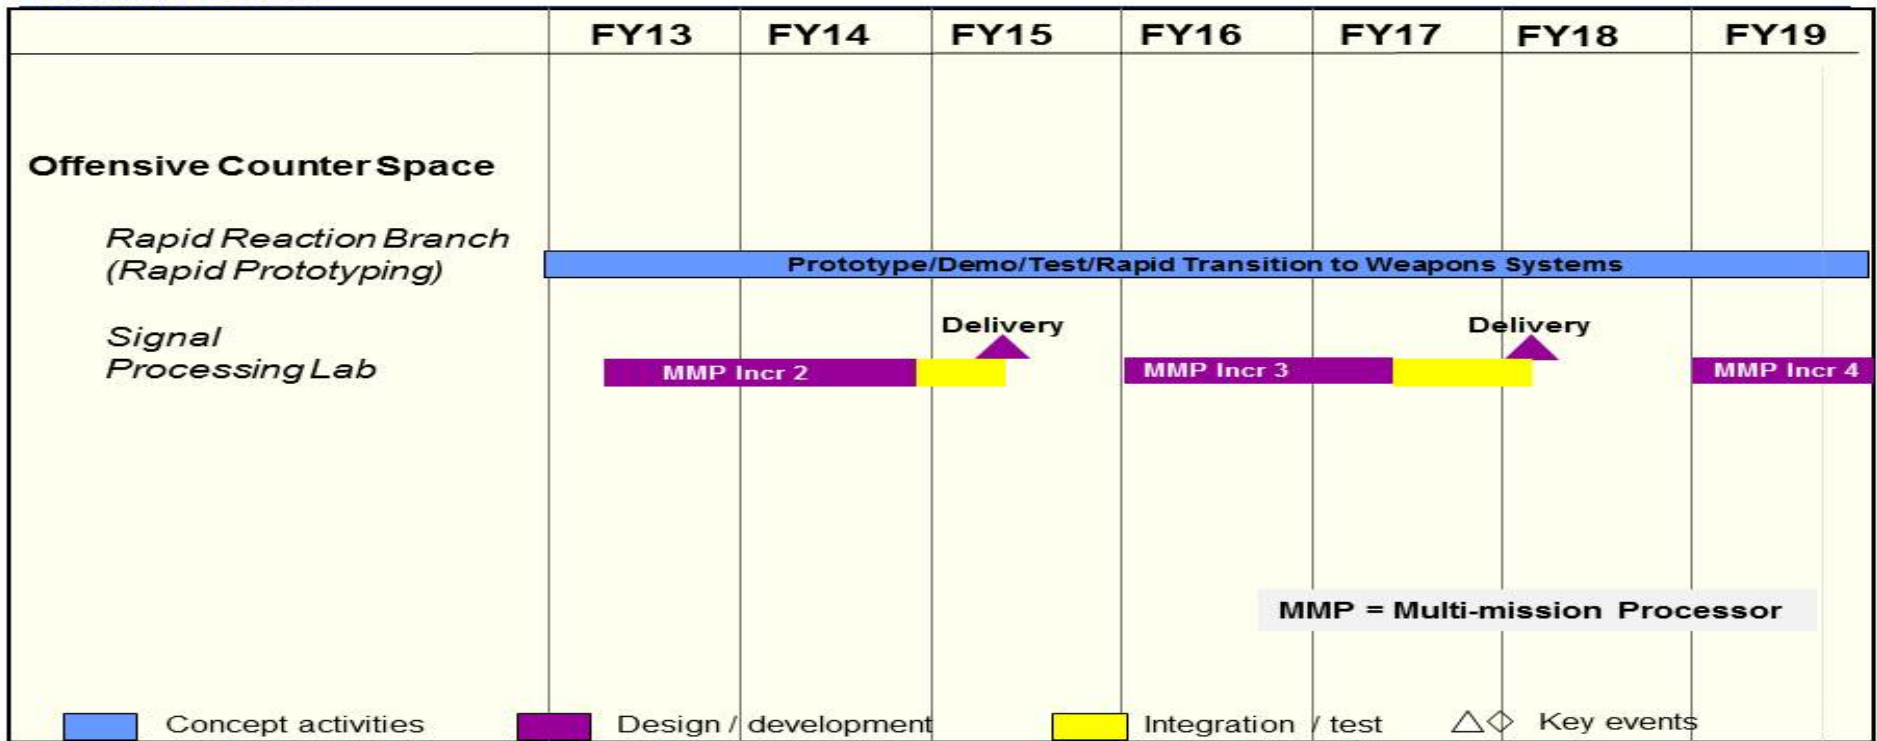 FY13 FY14 FY15 FY16 FY17 FY18 FY19
Offensive Counter Space
Rapid Reaction Branch
(Rapid Prototyping)
Prototype/Demo/Test/Rapid Transition to Weapons Systems
Signal
Processing Lab
Delivery Delivery
MMP Incr 2 MMP Incr 3 MMP Incr 4
MMP = Multi-mission Processor
Concept activities Design / development Integration / test Key events